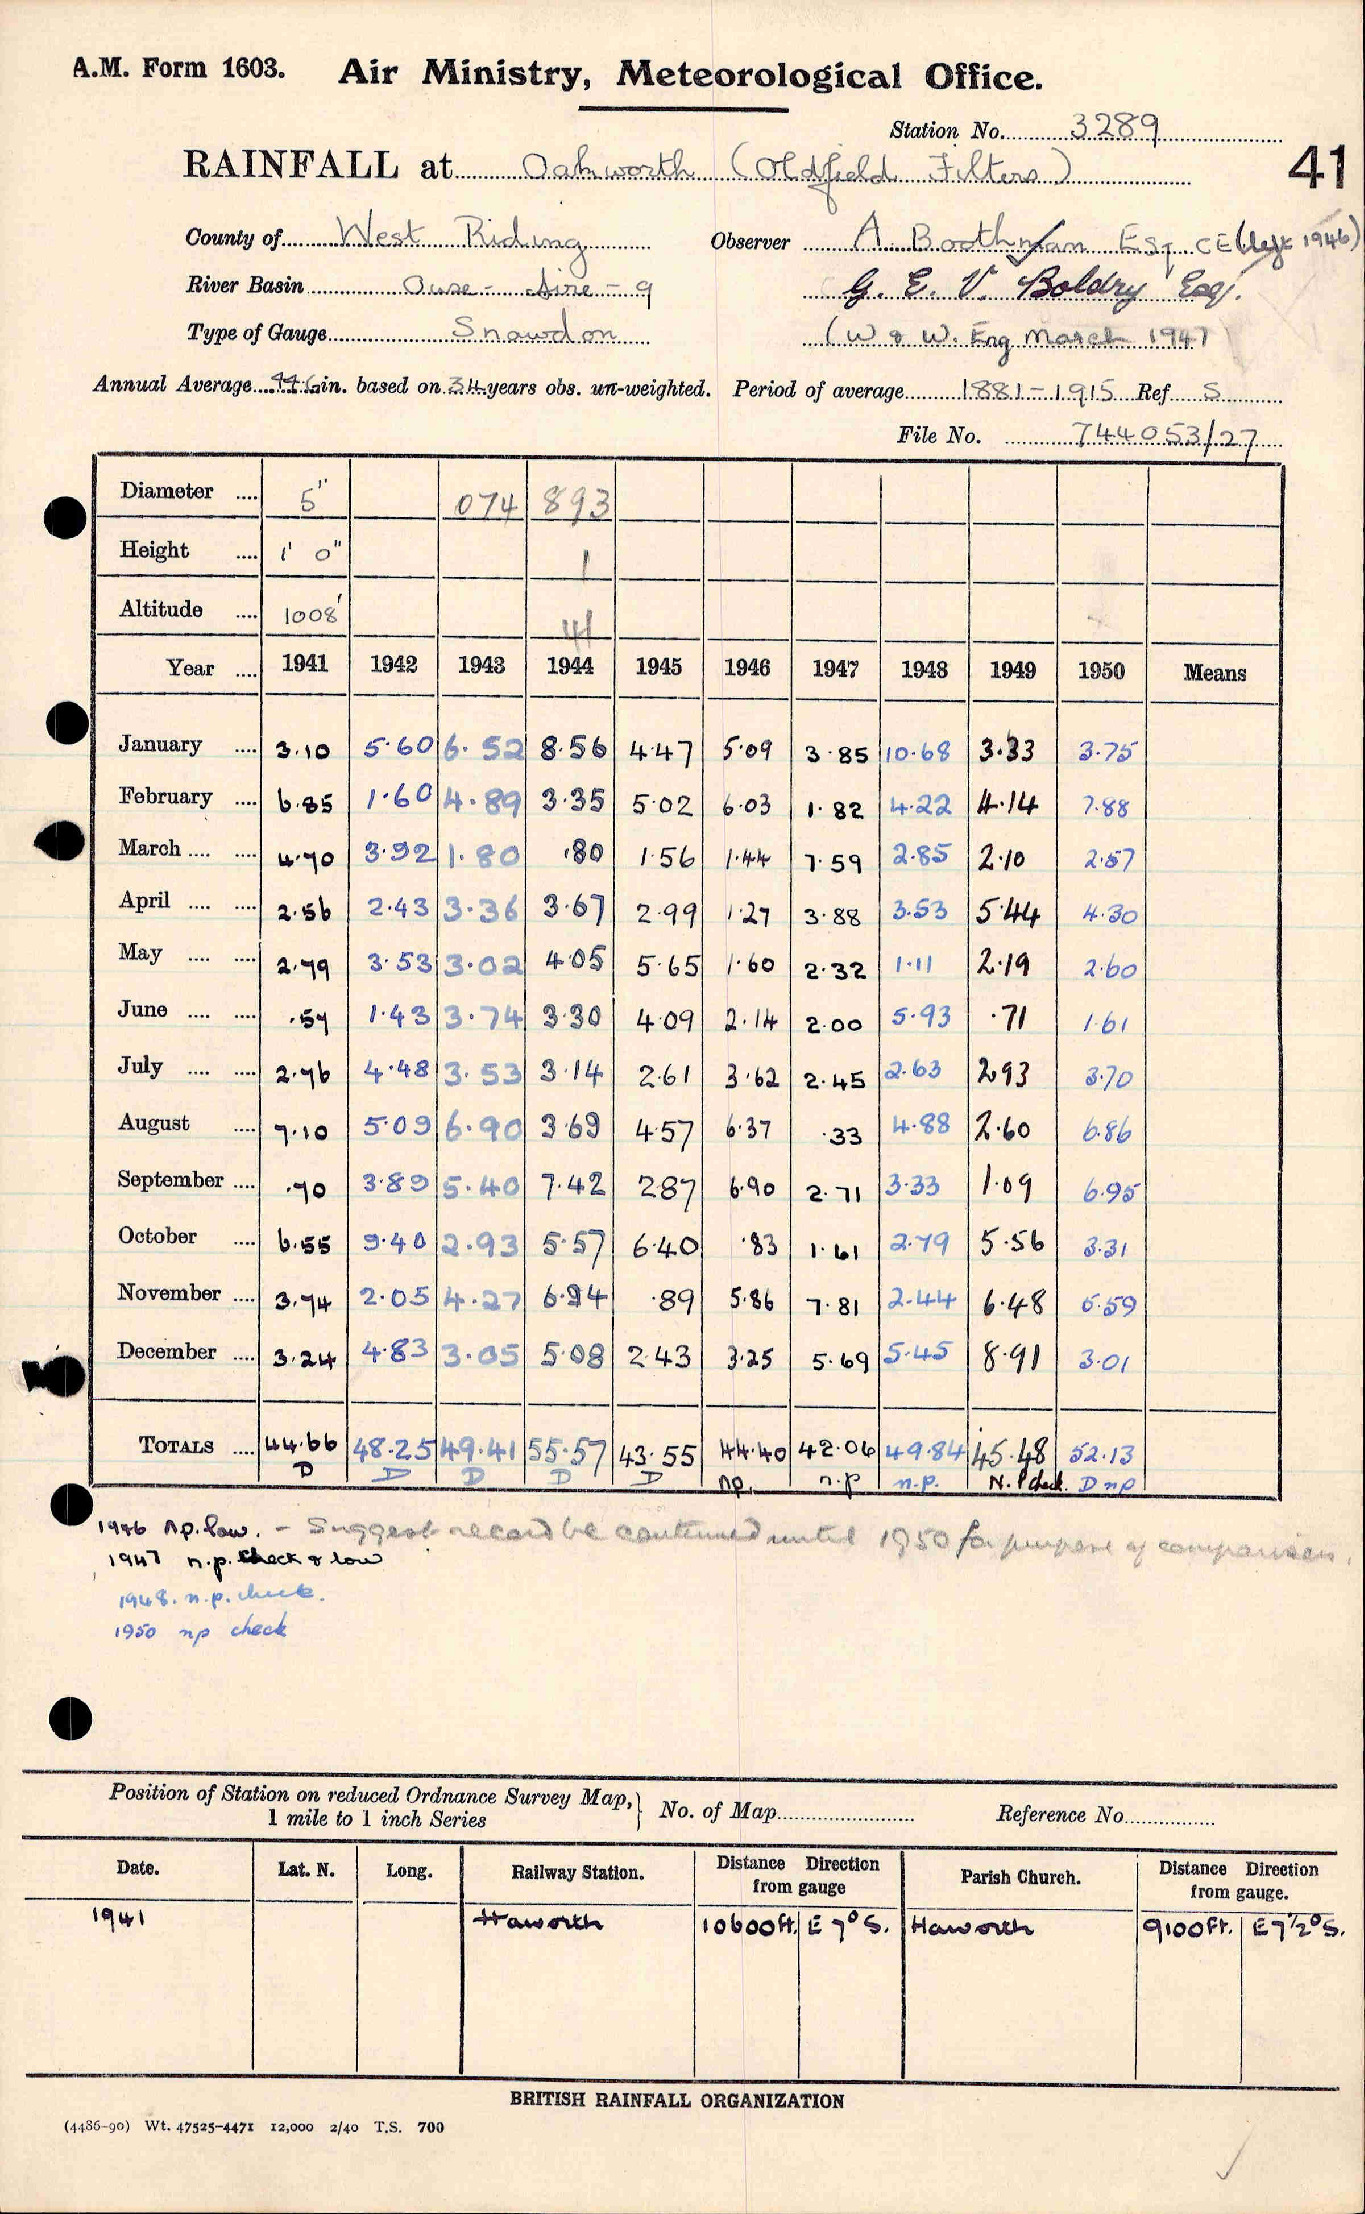 A.M. Form 1603. Air Ministry, Meteorological Office.
Station No. 3289
RAINFALL at Oakworth (Oldfield Filters)
41
County of West Riding Observer A. Boothman Esq. CE (left 1946)
River Basin Ouse - Aire - 9 G. E. V. Boldry Esq.
Type of Gauge Snowdon (W & W. Eng March 1947)
Annual Average 44.6 in. based on 34 years obs. un-weighted. Period of average 1881-1915 Ref S
File No. 744053/27
Diameter .... 5" 074 893
Height .... 1' 0" 1
Altitude .... 1008' 41
Year .... 1941 1942 1943 1944 1945 1946 1947 1948 1949 1950 Means
January .... 3.10 5.60 6.52 8.56 4.47 5.09 3.85 10.68 3.33 3.75
February .... 6.85 1.60 4.89 3.35 5.02 6.03 1.82 4.22 4.14 7.88
March .... .... 4.70 3.92 1.80 .80 1.56 1.44 7.59 2.85 2.10 2.57
April .... .... 2.56 2.43 3.36 3.67 2.99 1.27 3.88 3.53 5.44 4.30
May .... .... 2.79 3.53 3.02 4.05 5.65 1.60 2.32 1.11 2.19 2.60
June .... .... .57 1.43 3.74 3.30 4.09 2.14 2.00 5.93 .71 1.61
July .... .... 2.76 4.48 3.53 3.14 2.61 3.62 2.45 2.63 2.93 3.70
August .... 7.10 5.09 6.90 3.69 4.57 6.37 .33 4.88 2.60 6.86
September .... .70 3.89 5.40 7.42 2.87 6.90 2.71 3.33 1.09 6.95
October .... 6.55 9.40 2.93 5.57 6.40 .83 1.61 2.79 5.56 3.31
November .... 3.74 2.05 4.27 6.94 .89 5.86 7.81 2.44 6.48 5.59
December .... 3.24 4.83 3.05 5.08 2.43 3.25 5.69 5.45 8.91 3.01
TOTALS .... 44.66 48.25 49.41 55.57 43.55 44.40 42.06 49.84 45.48 52.13
D D D D D np. n.p n.p. N.P check. D np
1946 n.p. low. - Suggest record be continued until 1950 for purpose of comparison.
1947 n.p. check & low
1948. n.p. check.
1950 np check
Position of Station on reduced Ordnance Survey Map, 1 mile to 1 inch Series } No. of Map Reference No.
Date. Lat. N. Long. Railway Station. Distance Direction from gauge Parish Church. Distance Direction from gauge.
1941 Haworth 10600ft. E 7° S. Haworth 9100Ft. E 7½° S.
BRITISH RAINFALL ORGANIZATION
(4486-90) Wt. 47525-4471 12,000 2/40 T.S. 700